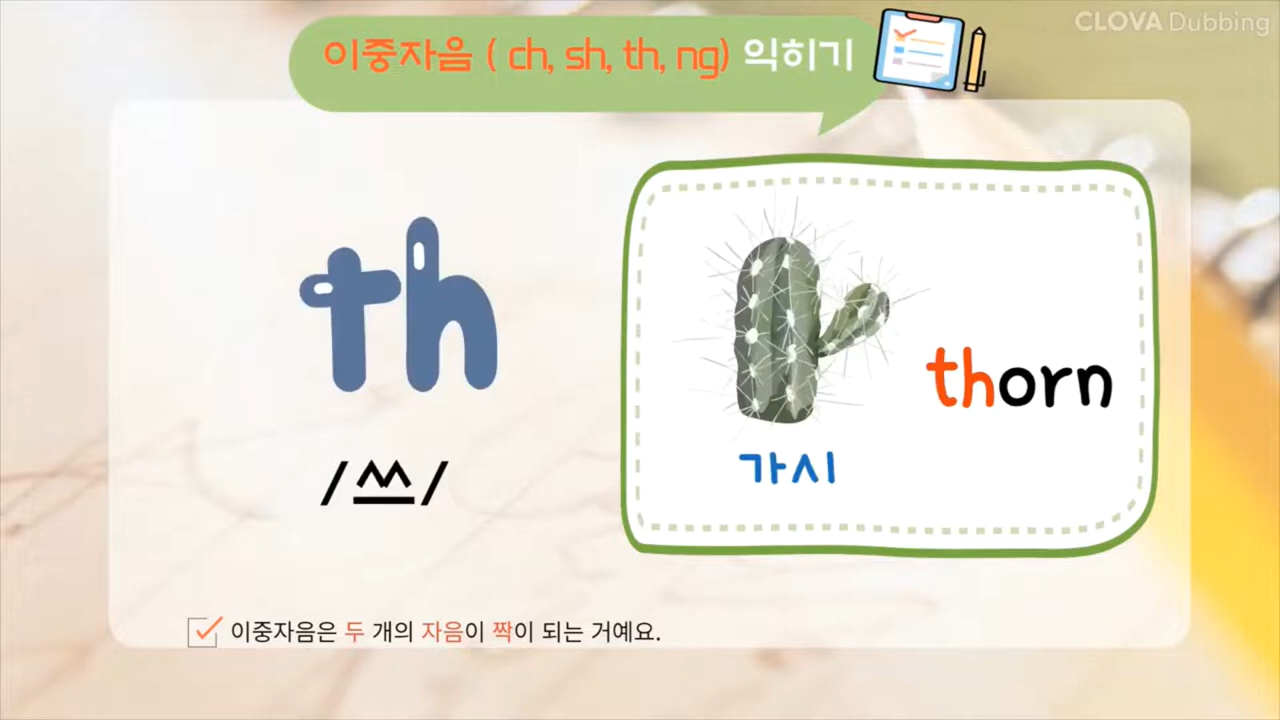 CLOVA Dubbing
이중자음 ( ch, sh, th, ng) 익히기
th
/쓰/
thorn
가시
이중자음은 두 개의 자음이 짝이 되는 거예요.